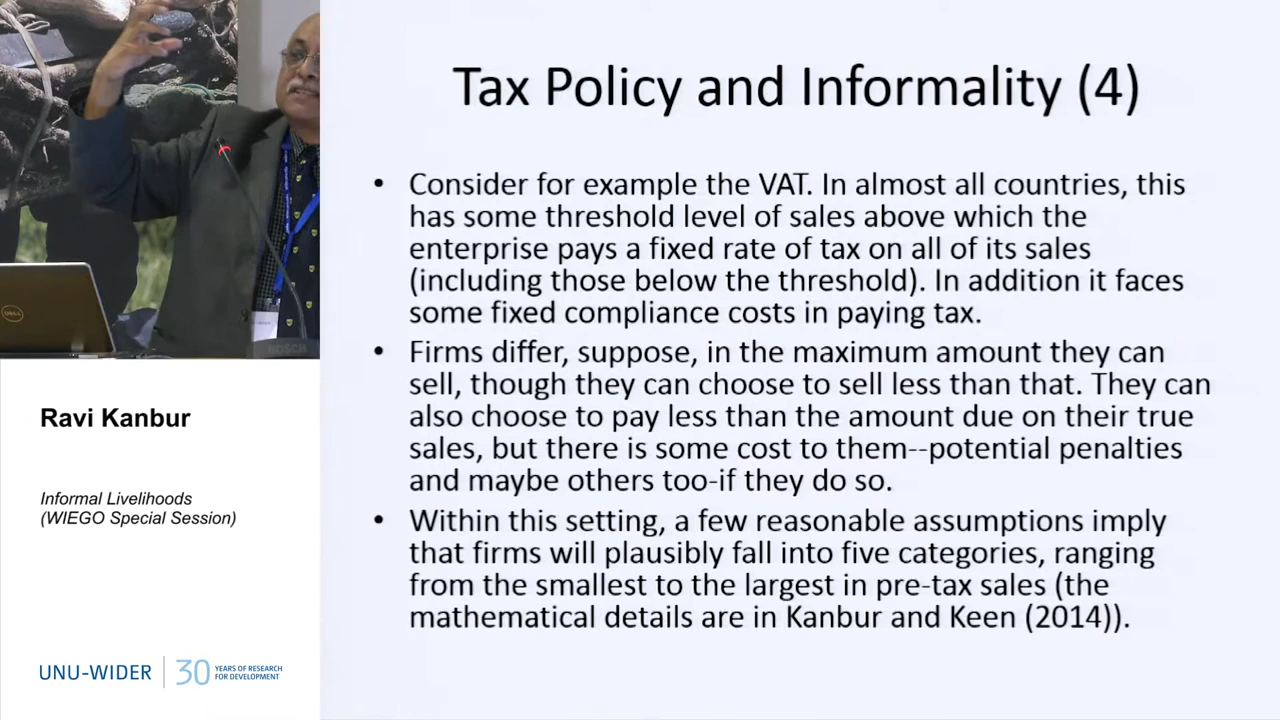 Tax Policy and Informality (4)
• Consider for example the VAT. In almost all countries, this
has some threshold level of sales above which the
enterprise pays a fixed rate of tax on all of its sales
(including those below the threshold). In addition it faces
some fixed compliance costs in paying tax.
• Firms differ, suppose, in the maximum amount they can
sell, though they can choose to sell less than that. They can
also choose to pay less than the amount due on their true
sales, but there is some cost to them--potential penalties
and maybe others too-if they do so.
• Within this setting, a few reasonable assumptions imply
that firms will plausibly fall into five categories, ranging
from the smallest to the largest in pre-tax sales (the
mathematical details are in Kanbur and Keen (2014)).
DELL
BOSCH
Ravi Kanbur
Informal Livelihoods
(WIEGO Special Session)
UNU-WIDER
30 YEARS OF RESEARCH
FOR DEVELOPMENT